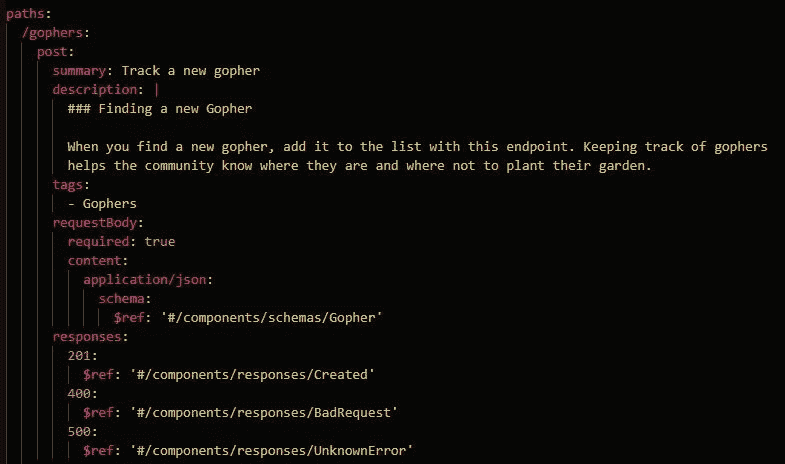 paths:
  /gophers:
    post:
      summary: Track a new gopher
      description: |
        ### Finding a new Gopher

        When you find a new gopher, add it to the list with this endpoint. Keeping track of gophers
        helps the community know where they are and where not to plant their garden.
      tags:
        - Gophers
      requestBody:
        required: true
        content:
          application/json:
            schema:
              $ref: '#/components/schemas/Gopher'
      responses:
        201:
          $ref: '#/components/responses/Created'
        400:
          $ref: '#/components/responses/BadRequest'
        500:
          $ref: '#/components/responses/UnknownError'